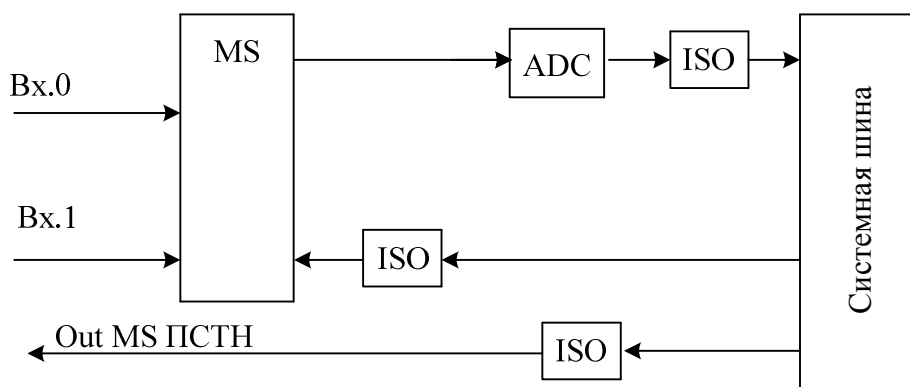 MS
ADC
ISO
Вх.0
Вх.1
ISO
Системная шина
Out MS ПСТН
ISO